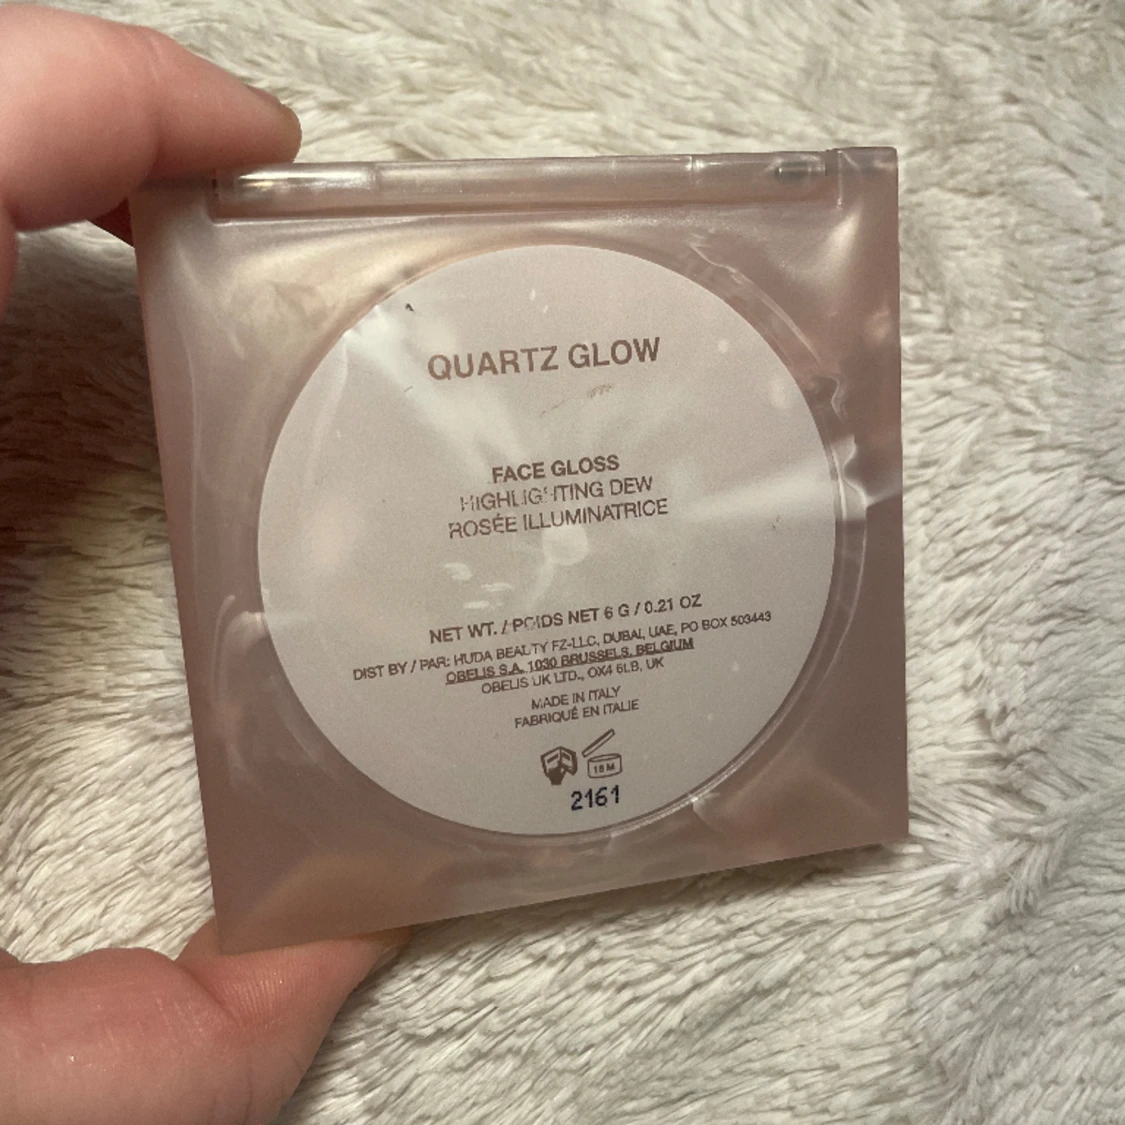 QUARTZ GLOW
FACE GLOSS
HIGHLIGHTING DEW
ROSÉE ILLUMINATRICE
NET WT. / POIDS NET 6 G / 0.21 OZ
DIST BY / PAR: HUDA BEAUTY FZ-LLC, DUBAI, UAE, PO BOX 503443
OBELIS S.A. 1030 BRUSSELS, BELGIUM
OBELIS UK LTD., OX4 6LB, UK
MADE IN ITALY
FABRIQUÉ EN ITALIE
18 M
2161